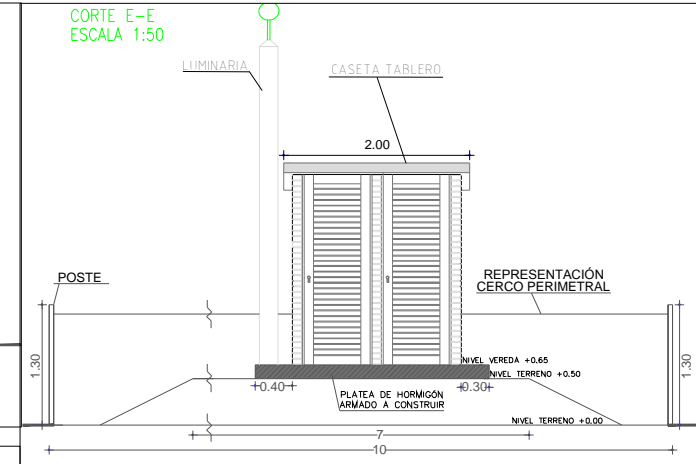 CORTE E-E
ESCALA 1:50
LUMINARIA
CASETA TABLERO
2.00
POSTE
REPRESENTACIÓN
CERCO PERIMETRAL
1.30
1.30
NIVEL VEREDA +0.65
NIVEL TERRENO +0.50
0.40
0.30
PLATEA DE HORMIGÓN
ARMADO A CONSTRUIR
NIVEL TERRENO +0.00
7
10